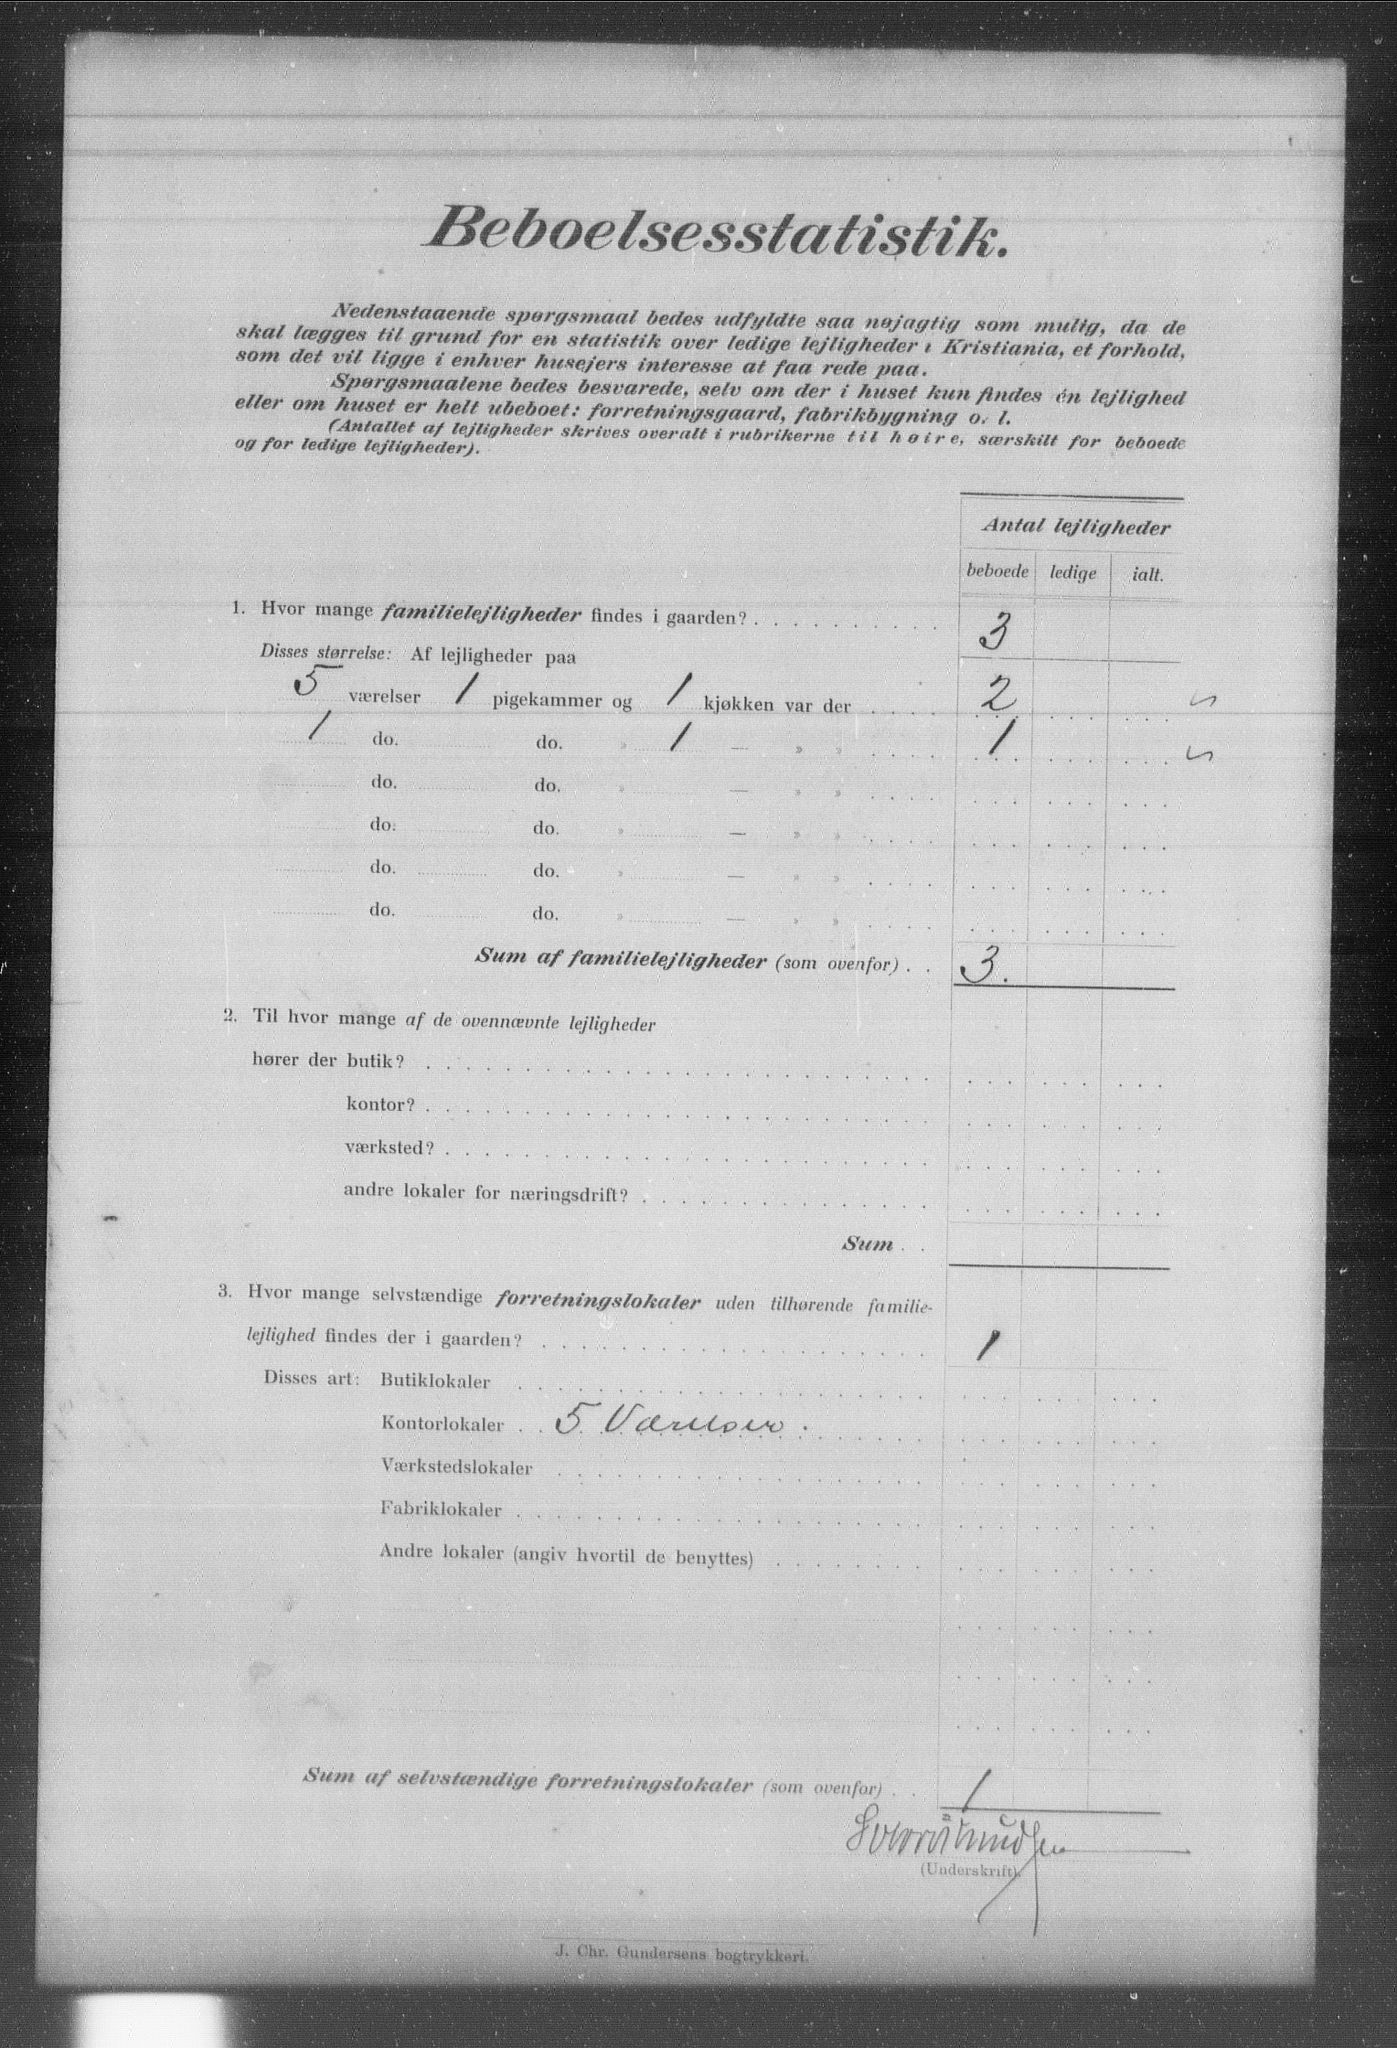 Beboelsesstatistik.
Nedenstaaende spørgsmaal bedes udfyldte saa nøjagtig som mulig, da de
skal lægges til grund for en statistik over ledige lejligheder i Kristiania, et forhold,
som det vil ligge i enhver husejers interesse at faa rede paa.
Spørgsmaalene bedes besvarede, selv om der i huset kun findes én lejlighed
eller om huset er helt ubeboet: forretningsgaard, fabrikbygning o. l.
(Antallet af lejligheder skrives overalt i rubrikerne til høire, særskilt for beboede
og for ledige lejligheder).
Antal lejligheder
beboede ledige ialt.
1. Hvor mange familielejligheder findes i gaarden? . . . . . . . . . . 3
Disses størrelse: Af lejligheder paa
5 værelser 1 pigekammer og 1 kjøkken var der . . . . 2
1 do. do. » 1 — » » . . . . 1
do. do. » — » » . . . .
do. do. » — » » . . . .
do. do. » — » » . . . .
do. do. » — » » . . . .
Sum af familielejligheder (som ovenfor) . . 3.
2. Til hvor mange af de ovennævnte lejligheder
hører der butik? . . . . . . . . . .
kontor? . . . . . . . . . .
værksted? . . . . . . . . . .
andre lokaler for næringsdrift? . . . . . . . . . .
Sum . .
3. Hvor mange selvstændige forretningslokaler uden tilhørende familie-
lejlighed findes der i gaarden? . . . . . . . . . . 1
Disses art: Butiklokaler . . . . . . . . . .
Kontorlokaler . . 5 Værelser . . . . .
Værkstedslokaler . . . . . . . . . .
Fabriklokaler . . . . . . . . . .
Andre lokaler (angiv hvortil de benyttes) . . . . . . . .
Sum af selvstændige forretningslokaler (som ovenfor) . . 1
(Underskrift).
J. Chr. Gundersens bogtrykkeri.